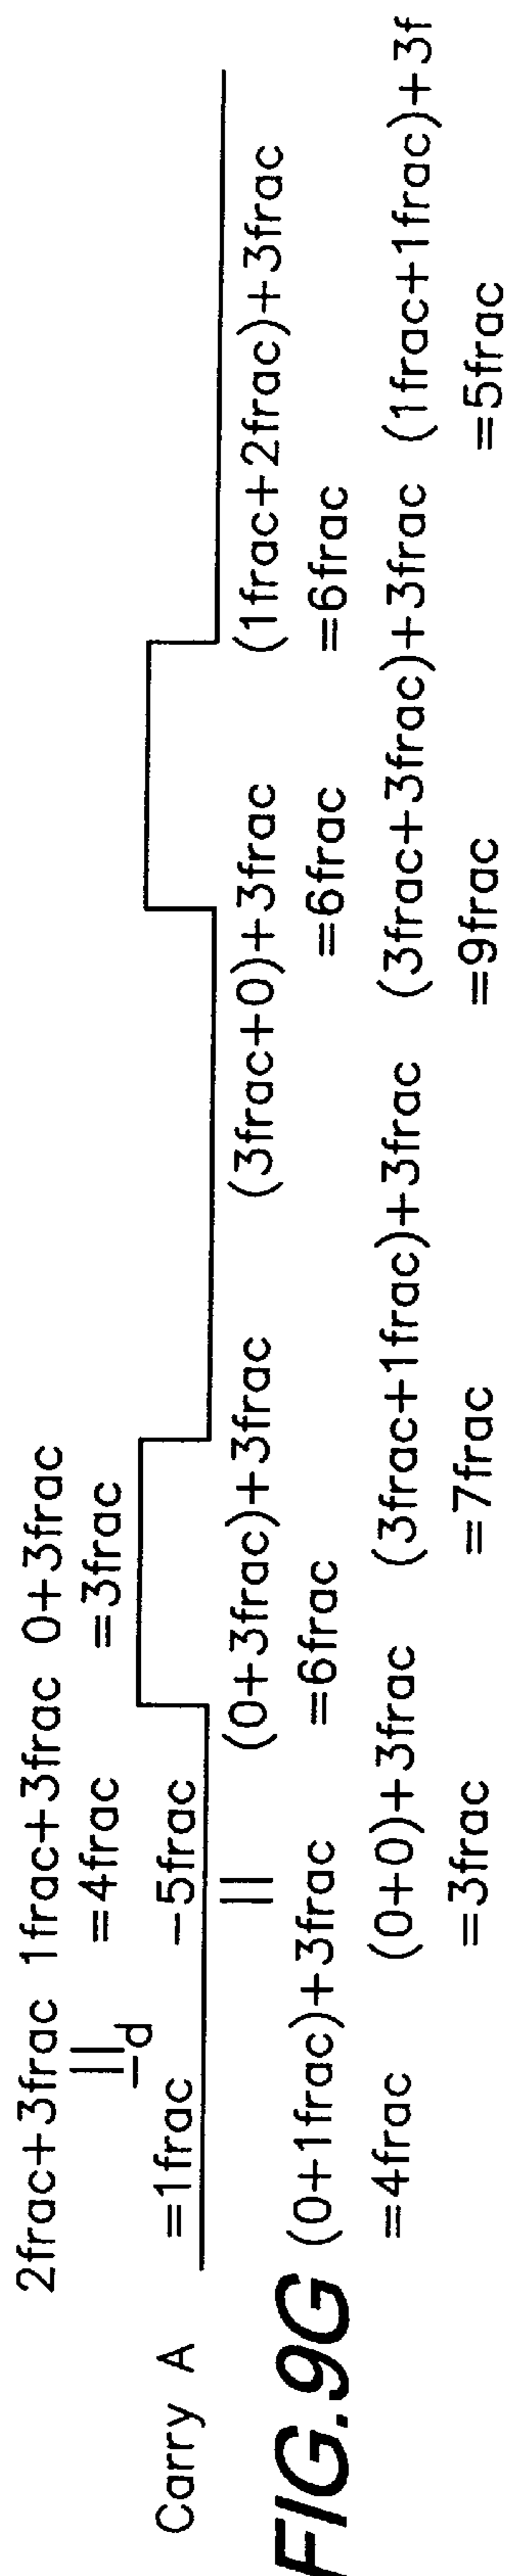 2frac+3frac 1frac+3frac 0+3frac
=4frac =3frac
-d
=1frac -5frac
Carry A
(0+1frac)+3frac (0+3frac)+3frac (3frac+0)+3frac (1frac+2frac)+3frac
=4frac =6frac =6frac =6frac
(0+0)+3frac (3frac+1frac)+3frac (3frac+3frac)+3frac (1frac+1frac)+3f
=3frac =7frac =9frac =5frac
FIG.9G